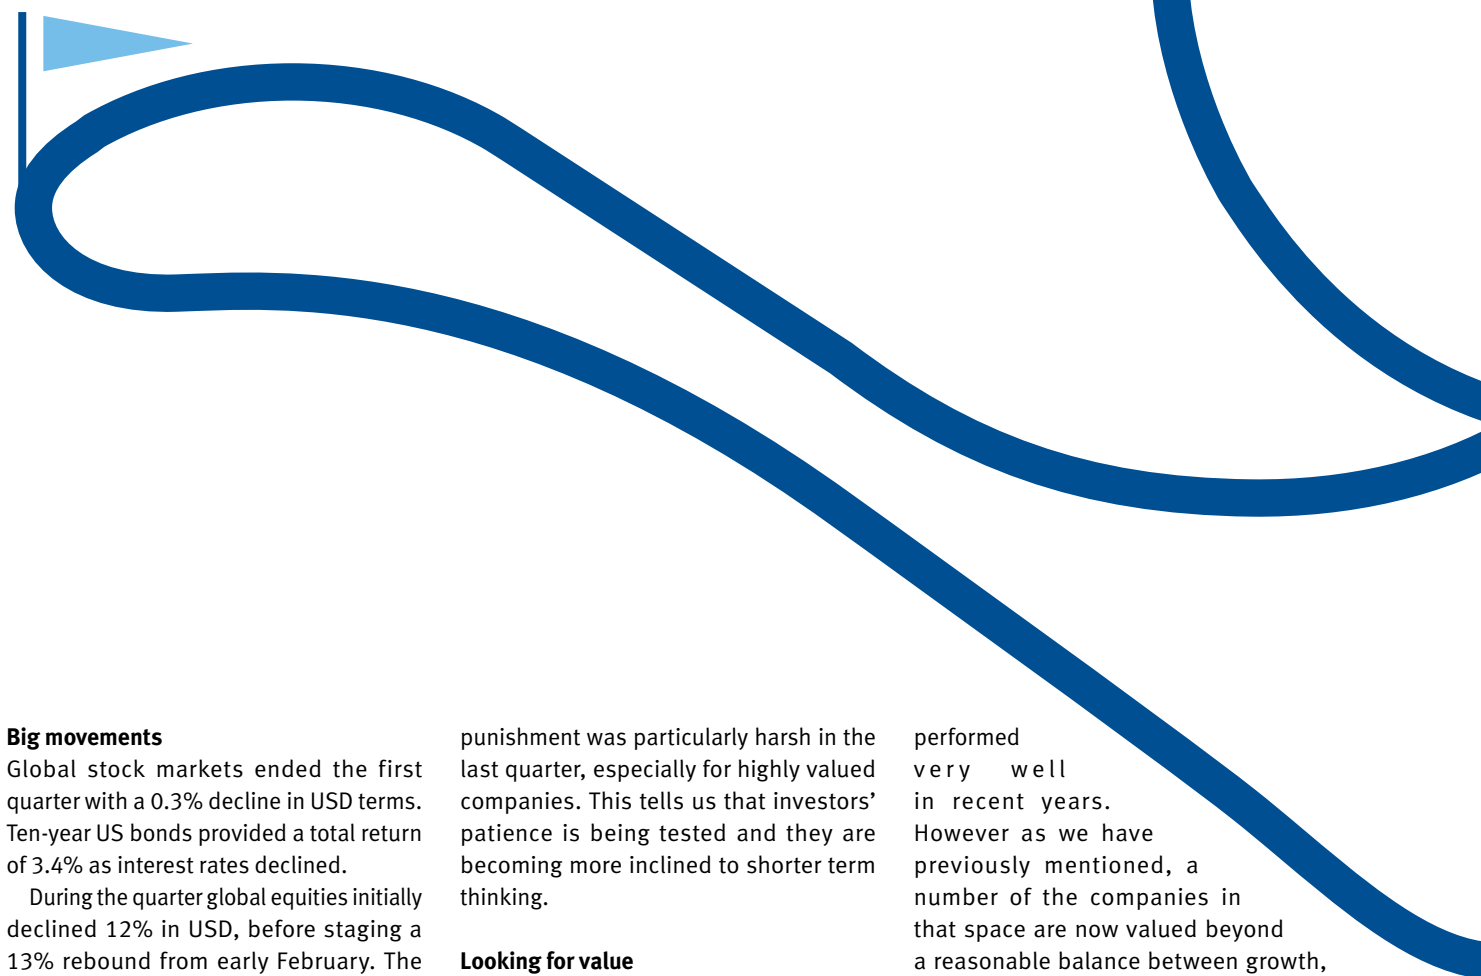 Big movements
Global stock markets ended the first
quarter with a 0.3% decline in USD terms.
Ten-year US bonds provided a total return
of 3.4% as interest rates declined.
During the quarter global equities initially
declined 12% in USD, before staging a
13% rebound from early February. The
punishment was particularly harsh in the
last quarter, especially for highly valued
companies. This tells us that investors’
patience is being tested and they are
becoming more inclined to shorter term
thinking.
Looking for value
performed
very well
in recent years.
However as we have
previously mentioned, a
number of the companies in
that space are now valued beyond
a reasonable balance between growth,